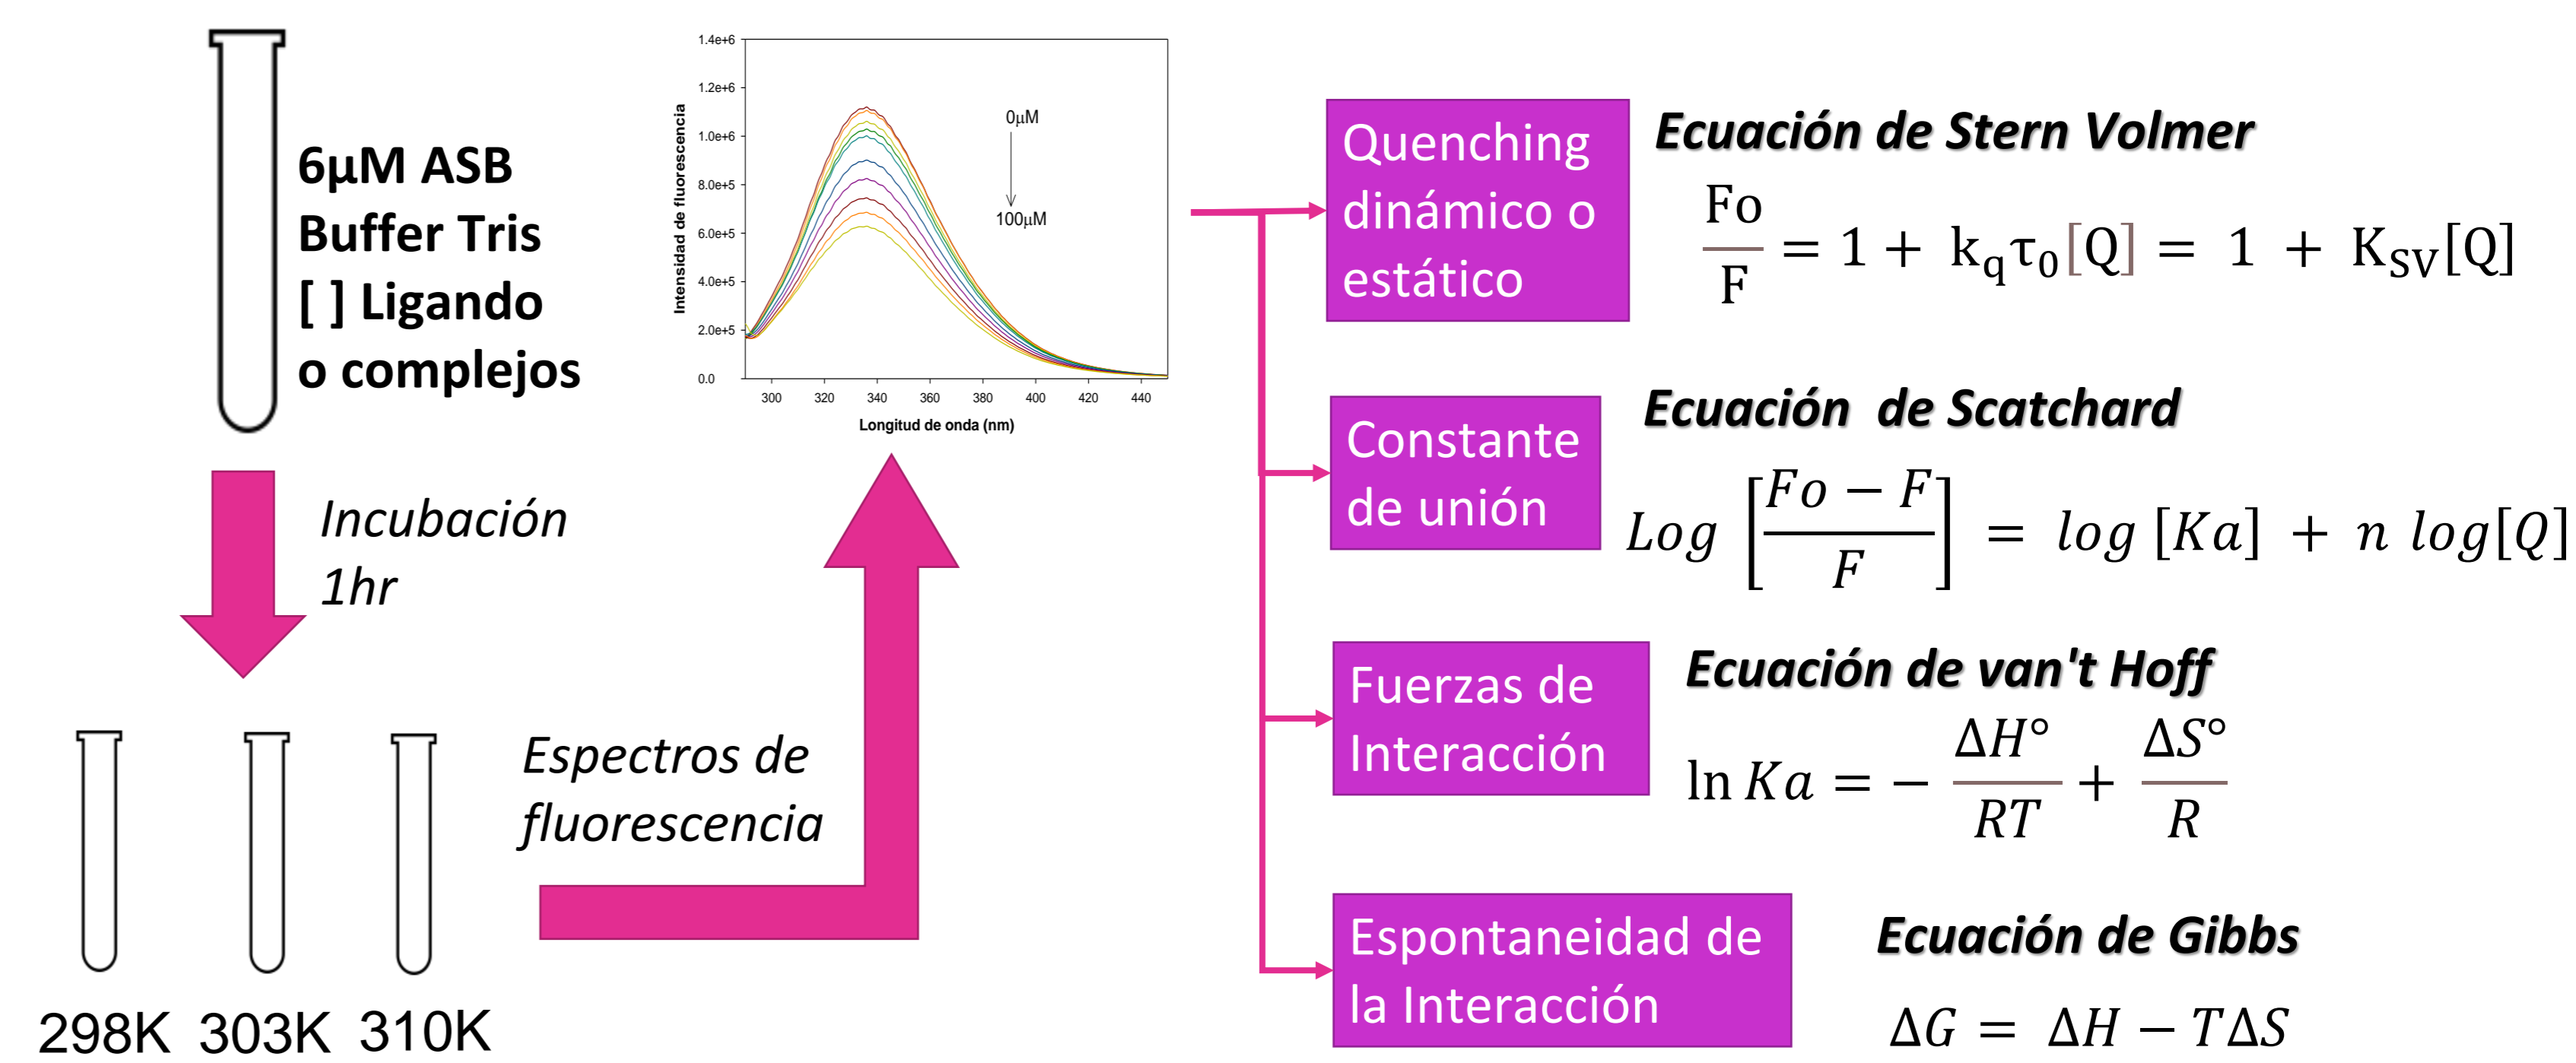 6µM ASB
Buffer Tris
[ ] Ligando
o complejos
Incubación
1hr
298K 303K 310K
Espectros de
fluorescencia
Intensidad de fluorescencia
1.4e+6
1.2e+6
1.0e+6
8.0e+5
6.0e+5
4.0e+5
2.0e+5
0.0
0µM
100µM
300 320 340 360 380 400 420 440
Longitud de onda (nm)
Quenching
dinámico o
estático
Ecuación de Stern Volmer
Fo/F = 1 + k_q τ_0 [Q] = 1 + K_SV [Q]
Constante
de unión
Ecuación de Scatchard
Log [Fo − F / F] = log [Ka] + n log[Q]
Fuerzas de
Interacción
Ecuación de van't Hoff
ln Ka = − ΔH°/RT + ΔS°/R
Espontaneidad de
la Interacción
Ecuación de Gibbs
ΔG = ΔH − TΔS